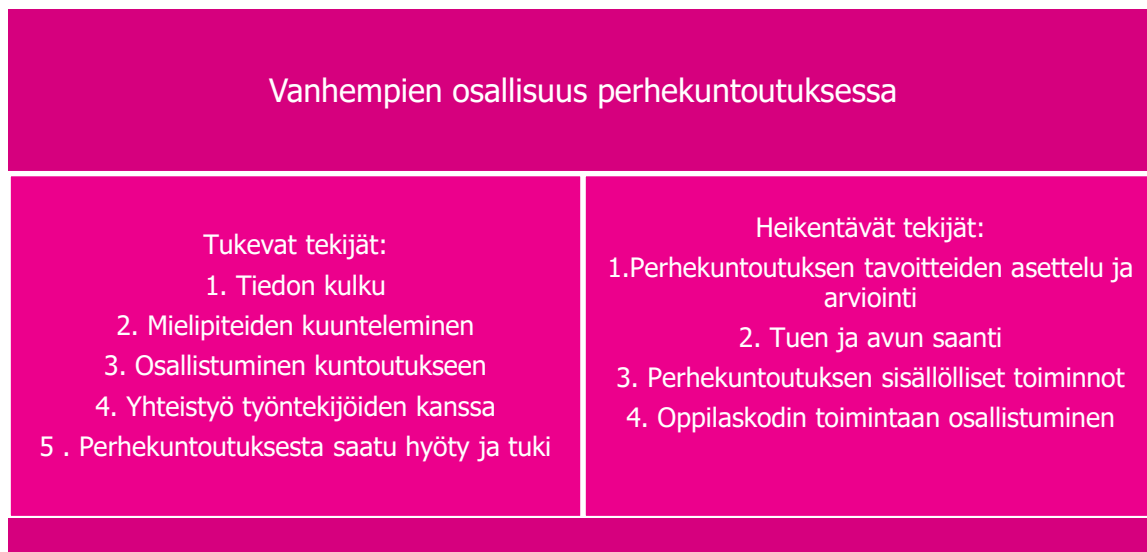 Vanhempien osallisuus perhekuntoutuksessa
Tukevat tekijät:
1. Tiedon kulku
2. Mielipiteiden kuunteleminen
3. Osallistuminen kuntoutukseen
4. Yhteistyö työntekijöiden kanssa
5 . Perhekuntoutuksesta saatu hyöty ja tuki
Heikentävät tekijät:
1.Perhekuntoutuksen tavoitteiden asettelu ja
arviointi
2. Tuen ja avun saanti
3. Perhekuntoutuksen sisällölliset toiminnot
4. Oppilaskodin toimintaan osallistuminen